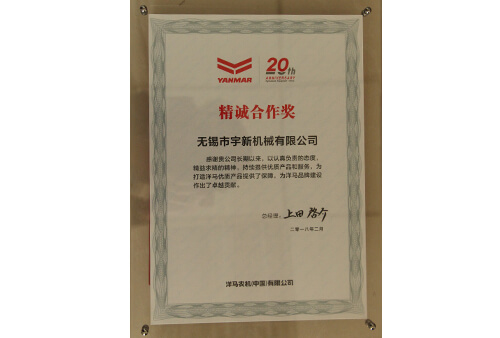 YANMAR
20th
ANNIVERSARY
精诚合作奖
无锡市宇新机械有限公司
感谢贵公司长期以来，以认真负责的态度，
精益求精的精神，持续提供优质产品和服务，为
打造洋马优质产品提供了保障，为洋马品牌建设
作出了卓越贡献。
总经理：上田 啓介
二零一八年二月
洋马农机(中国)有限公司